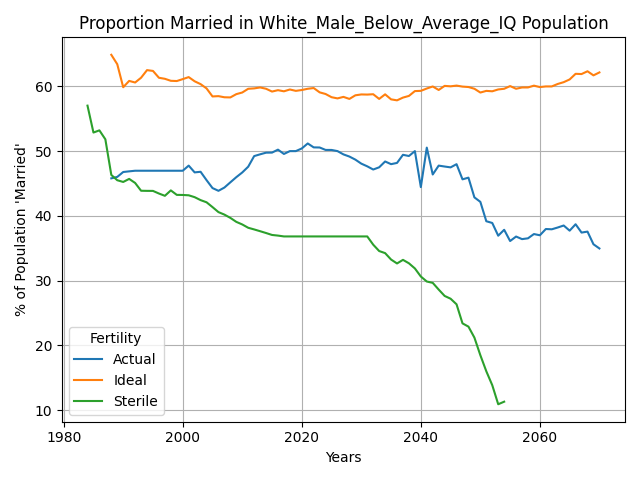 Proportion Married in White_Male_Below_Average_IQ Population
% of Population 'Married'
60
50
40
30
20
10
Fertility
Actual
Ideal
Sterile
1980
2000
2020
2040
2060
Years